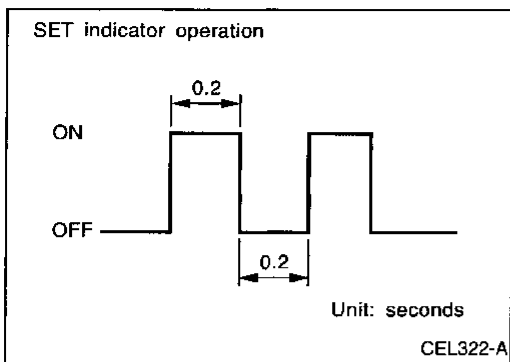 SET indicator operation
0.2
ON
OFF
0.2
Unit: seconds
CEL322-A